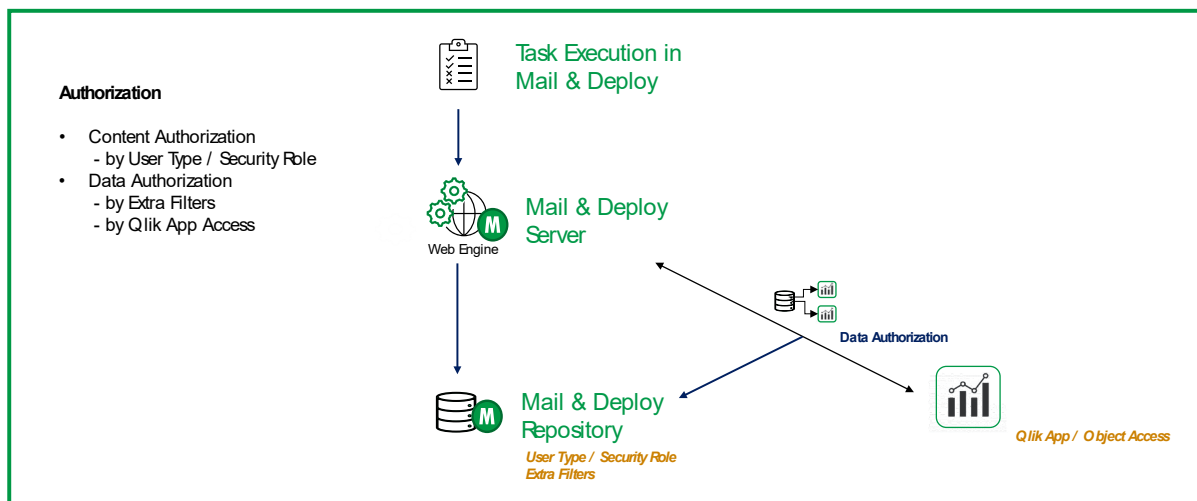 Authorization
• Content Authorization
- by User Type / Security Role
• Data Authorization
- by Extra Filters
- by Qlik App Access
Task Execution in
Mail & Deploy
M
Mail & Deploy
Server
Web Engine
Data Authorization
M
Mail & Deploy
Repository
User Type / Security Role
Extra Filters
Qlik App / Object Access